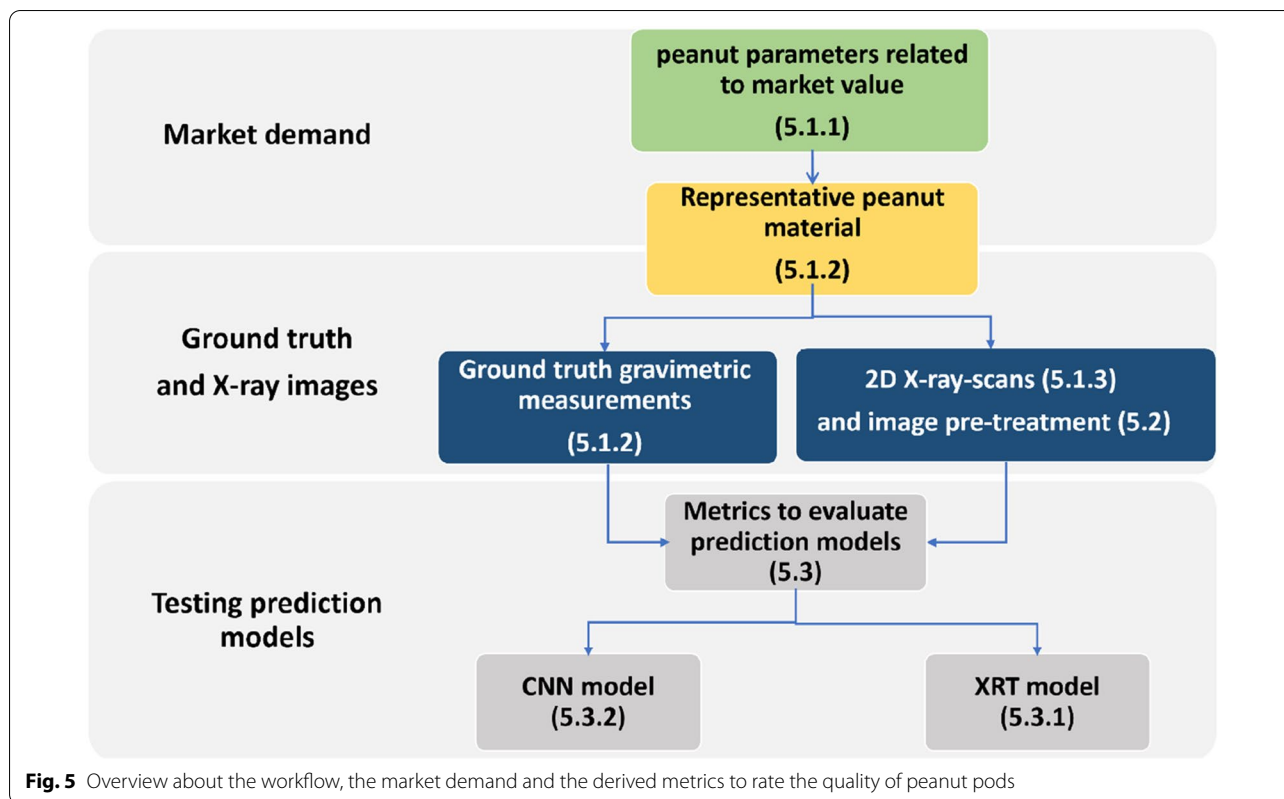 peanut parameters related
to market value
(5.1.1)
Market demand
Representative peanut
material
(5.1.2)
Ground truth
and X-ray images
Ground truth gravimetric
measurements
(5.1.2)
2D X-ray-scans (5.1.3)
and image pre-treatment (5.2)
Metrics to evaluate
prediction models
(5.3)
Testing prediction
models
CNN model
(5.3.2)
XRT model
(5.3.1)
Fig. 5 Overview about the workflow, the market demand and the derived metrics to rate the quality of peanut pods